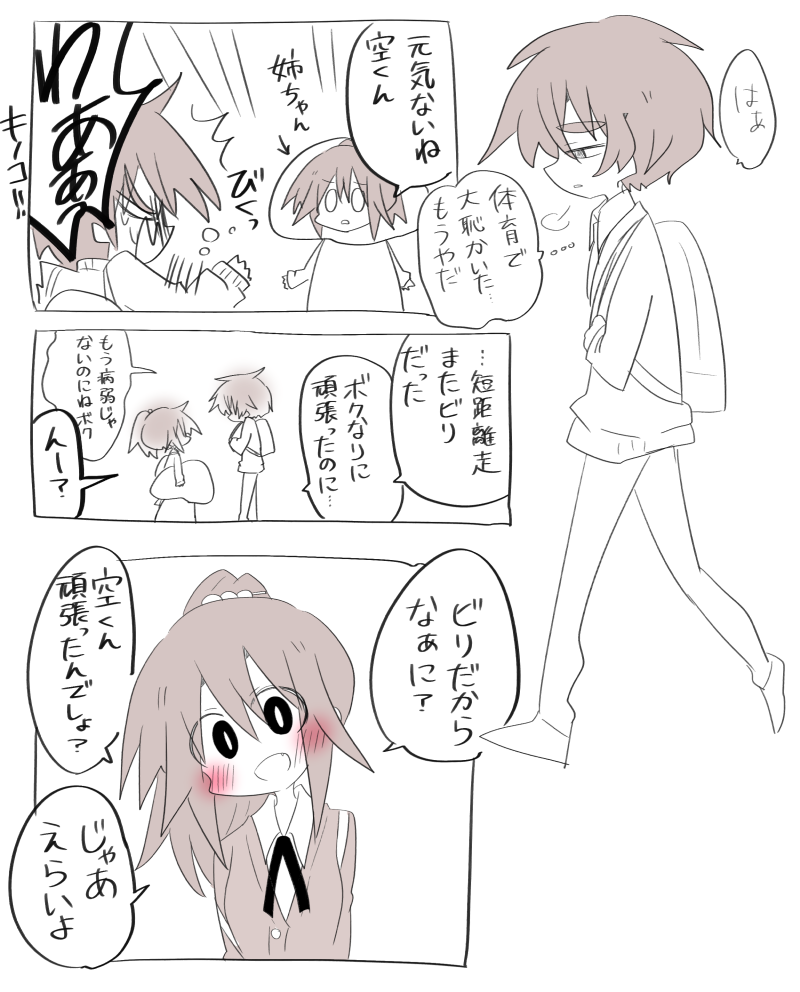 はぁ
体育で
大恥かいた…
もうやだ
元気ないね
空くん
姉ちゃん
びくっ
わあああ
キノコ!!
…短距離走
またビリ
だった
ボクなりに
頑張ったのに…
もう病弱じゃ
ないのにねボク
んー?
ビリだから
なぁに?
空くん
頑張ったんでしょ?
じゃあ
えらいよ